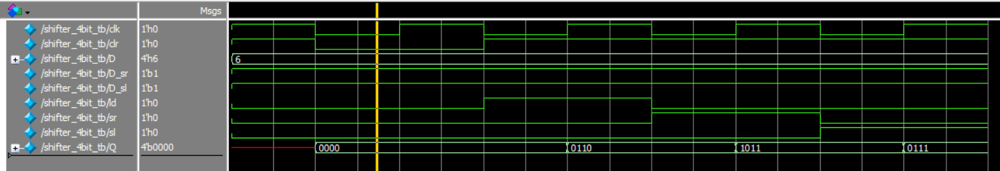 Msgs
/shifter_4bit_tb/clk 1'h0
/shifter_4bit_tb/clr 1'h0
/shifter_4bit_tb/D 4'h6 6
/shifter_4bit_tb/D_sr 1'b1
/shifter_4bit_tb/D_sl 1'b1
/shifter_4bit_tb/ld 1'h0
/shifter_4bit_tb/sr 1'h0
/shifter_4bit_tb/sl 1'h0
/shifter_4bit_tb/Q 4'b0000 0000 0110 1011 0111